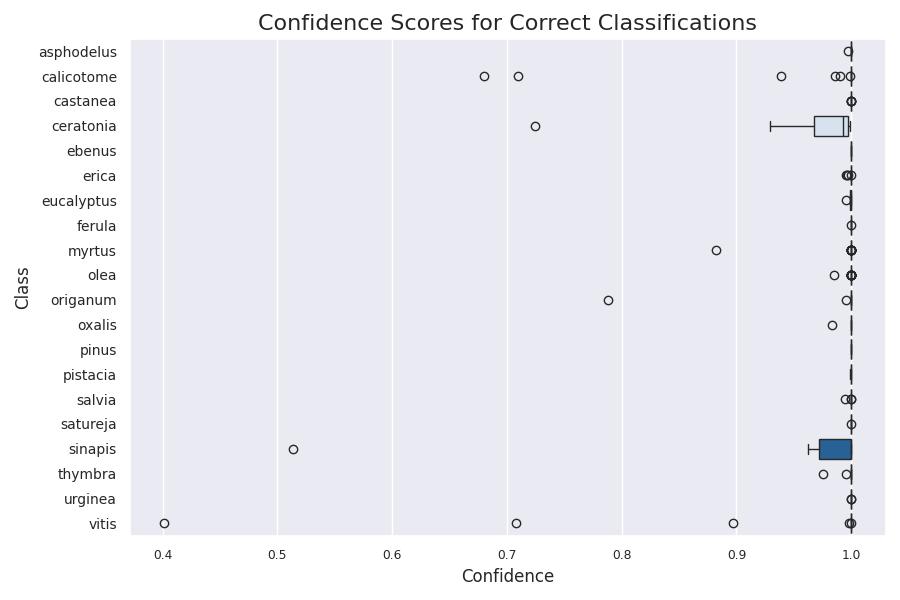 Confidence Scores for Correct Classifications
Class
asphodelus
calicotome
castanea
ceratonia
ebenus
erica
eucalyptus
ferula
myrtus
olea
origanum
oxalis
pinus
pistacia
salvia
satureja
sinapis
thymbra
urginea
vitis
0.4 0.5 0.6 0.7 0.8 0.9 1.0
Confidence